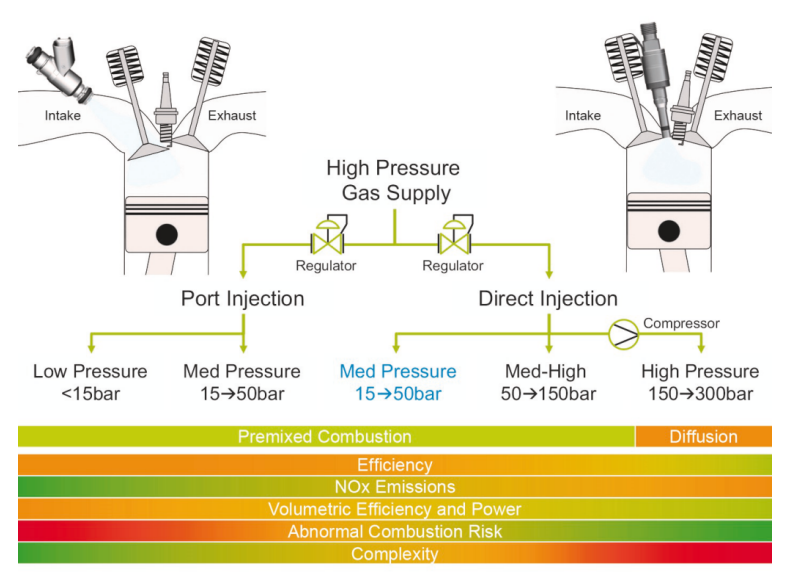 Intake
Exhaust
Intake
Exhaust
High Pressure
Gas Supply
Regulator
Regulator
Port Injection
Direct Injection
Compressor
Low Pressure
<15bar
Med Pressure
15→50bar
Med Pressure
15→50bar
Med-High
50→150bar
High Pressure
150→300bar
Premixed Combustion
Diffusion
Efficiency
NOx Emissions
Volumetric Efficiency and Power
Abnormal Combustion Risk
Complexity